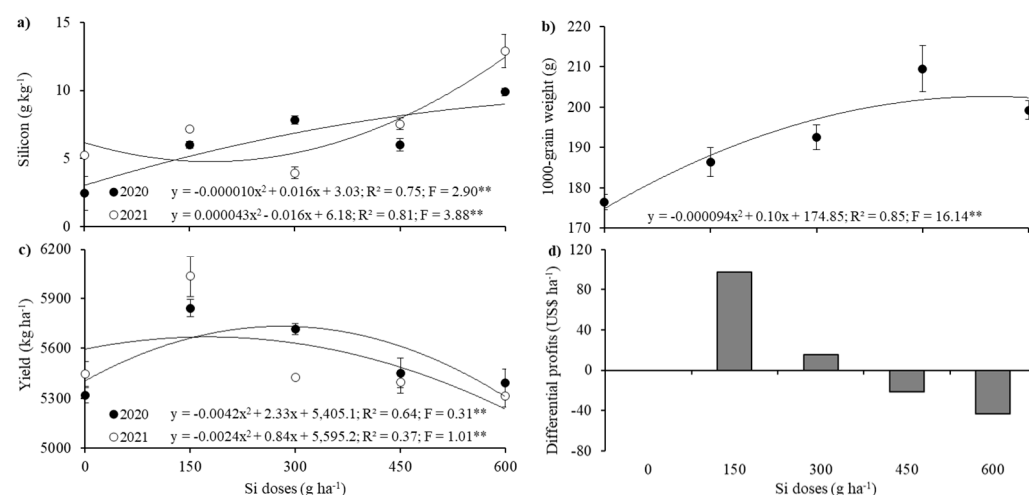 a)
15
10
5
0
Silicon (g kg-1)
2020 y = -0.000010x2 + 0.016x + 3.03; R2 = 0.75; F = 2.90**
2021 y = 0.000043x2 - 0.016x + 6.18; R2 = 0.81; F = 3.88**
b)
220
210
200
190
180
170
1000-grain weight (g)
y = -0.000094x2 + 0.10x + 174.85; R2 = 0.85; F = 16.14**
c)
6200
5900
5600
5300
5000
Yield (kg ha-1)
2020 y = -0.0042x2 + 2.33x + 5,405.1; R2 = 0.64; F = 0.31**
2021 y = -0.0024x2 + 0.84x + 5,595.2; R2 = 0.37; F = 1.01**
0 150 300 450 600
Si doses (g ha-1)
d)
120
80
40
0
-40
-80
Differential profits (US$ ha-1)
0 150 300 450 600
Si doses (g ha-1)